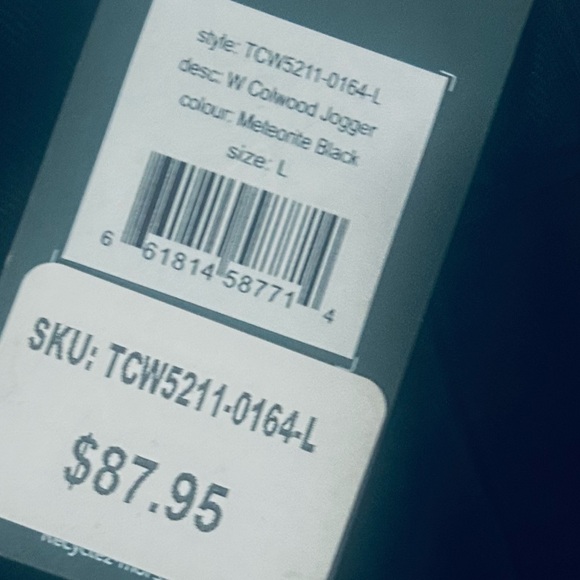 style: TCW5211-0164-L
desc: W Colwood Jogger
colour: Meteorite Black
size: L
6 61814 58771 4
SKU: TCW5211-0164-L
$87.95